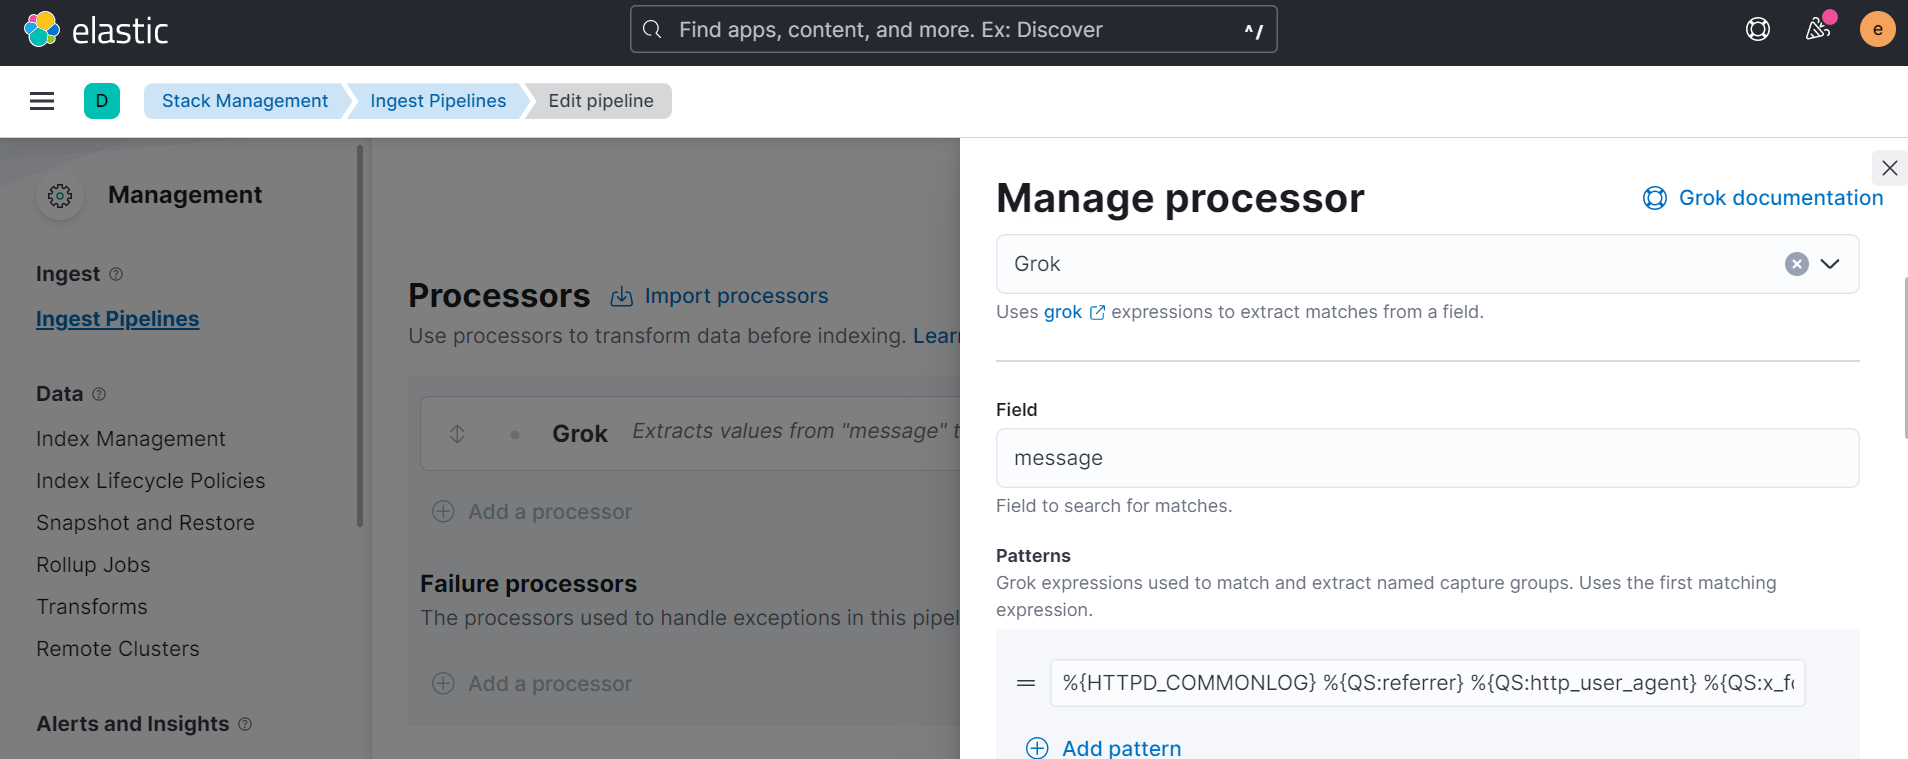 elastic
Find apps, content, and more. Ex: Discover
^/
e
D
Stack Management
Ingest Pipelines
Edit pipeline
Management
Ingest
Ingest Pipelines
Data
Index Management
Index Lifecycle Policies
Snapshot and Restore
Rollup Jobs
Transforms
Remote Clusters
Alerts and Insights
Processors
Import processors
Use processors to transform data before indexing. Lear
Grok
Extracts values from "message" t
Add a processor
Failure processors
The processors used to handle exceptions in this pipel
Add a processor
Manage processor
Grok documentation
Grok
Uses grok expressions to extract matches from a field.
Field
message
Field to search for matches.
Patterns
Grok expressions used to match and extract named capture groups. Uses the first matching
expression.
%{HTTPD_COMMONLOG} %{QS:referrer} %{QS:http_user_agent} %{QS:x_f
Add pattern